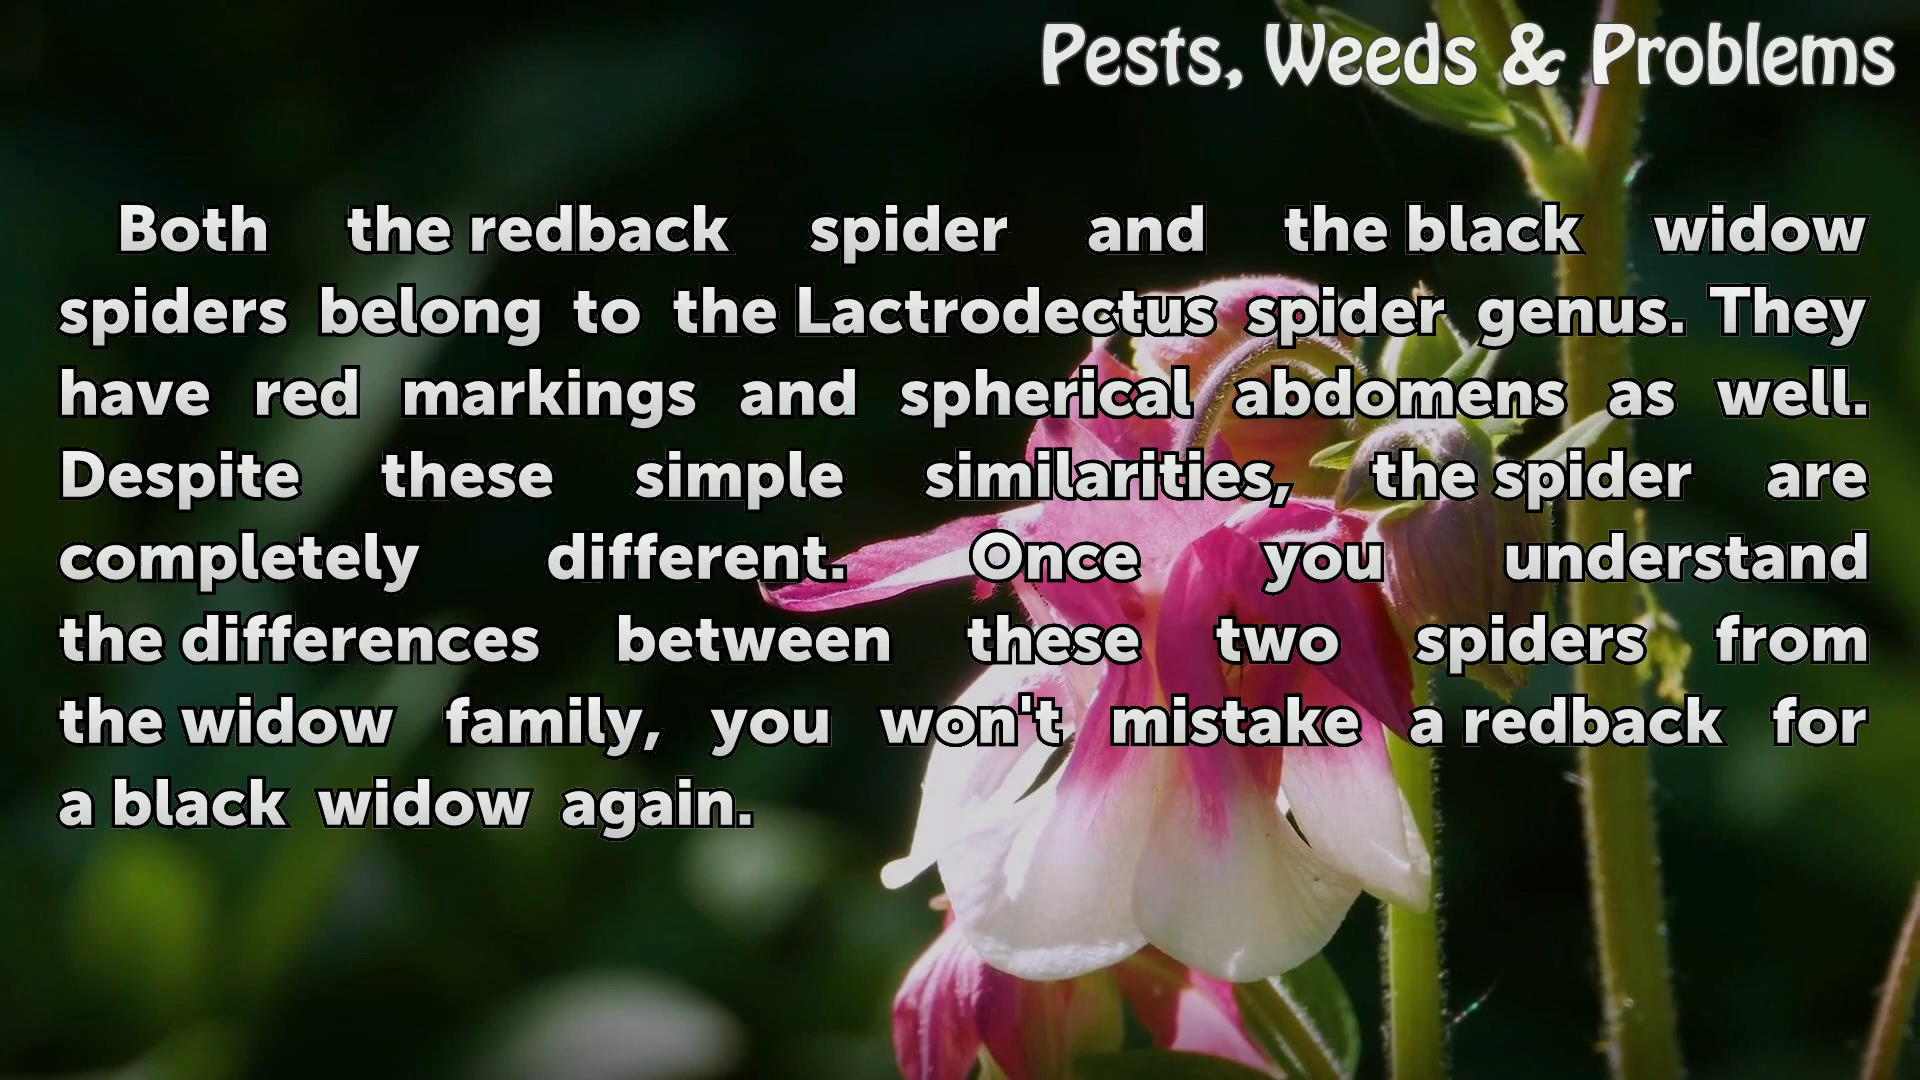 Pests, Weeds & Problems
Both the redback spider and the black widow
spiders belong to the Lactrodectus spider genus. They
have red markings and spherical abdomens as well.
Despite these simple similarities, the spider are
completely different. Once you understand
the differences between these two spiders from
the widow family, you won't mistake a redback for
a black widow again.